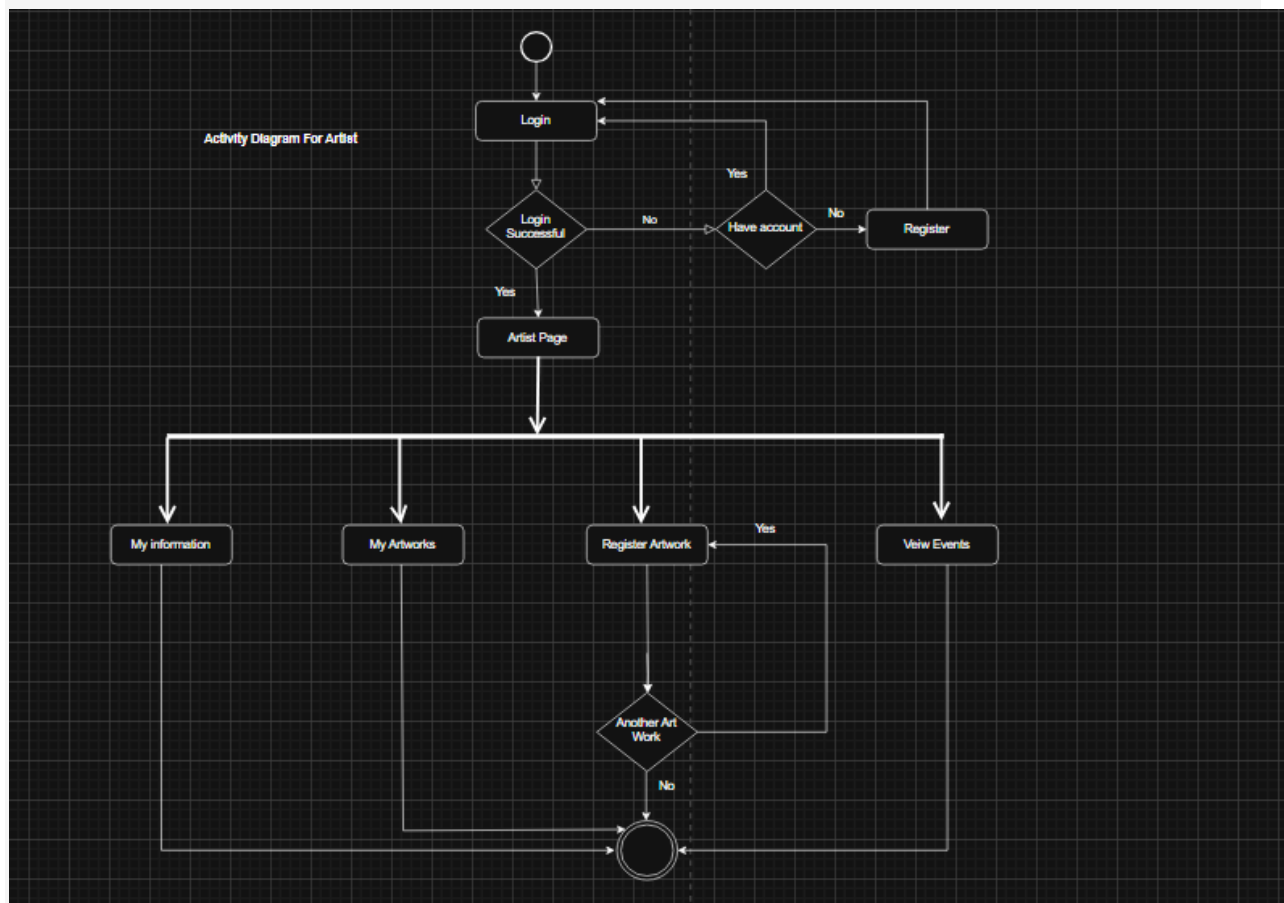 Login
Activity Diagram For Artist
Yes
Login
Successful
No
Have account
No
Register
Yes
Artist Page
My information
My Artworks
Register Artwork
Yes
Veiw Events
Another Art
Work
No